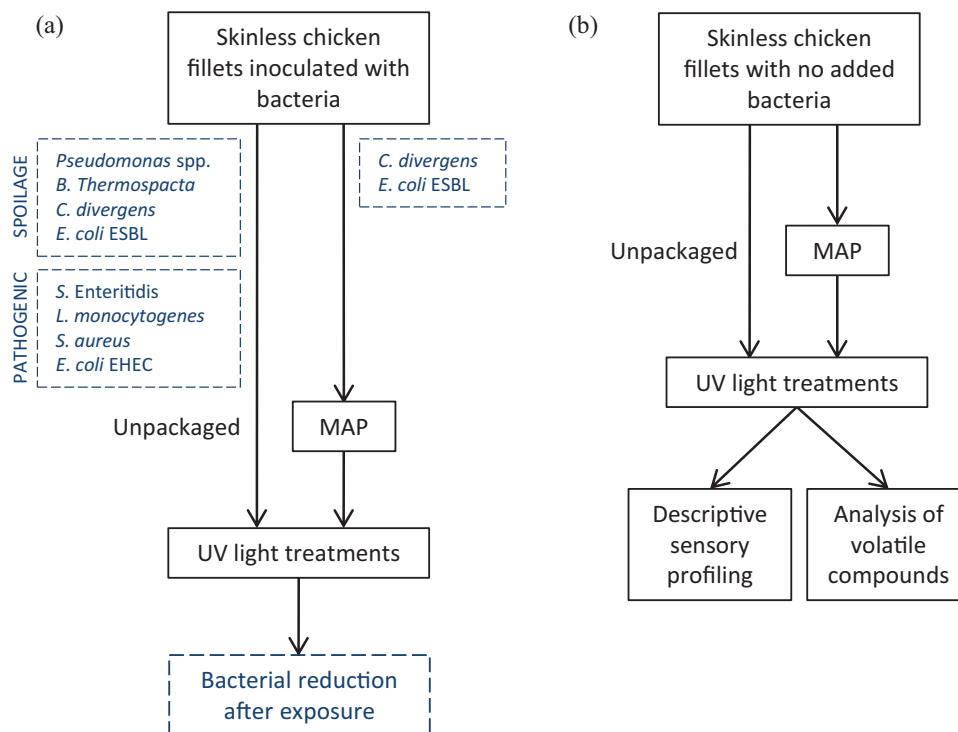 (a)
Skinless chicken
fillets inoculated with
bacteria
SPOILAGE
Pseudomonas spp.
B. Thermospacta
C. divergens
E. coli ESBL
C. divergens
E. coli ESBL
PATHOGENIC
S. Enteritidis
L. monocytogenes
S. aureus
E. coli EHEC
Unpackaged
MAP
UV light treatments
Bacterial reduction
after exposure
(b)
Skinless chicken
fillets with no added
bacteria
Unpackaged
MAP
UV light treatments
Descriptive
sensory
profiling
Analysis of
volatile
compounds